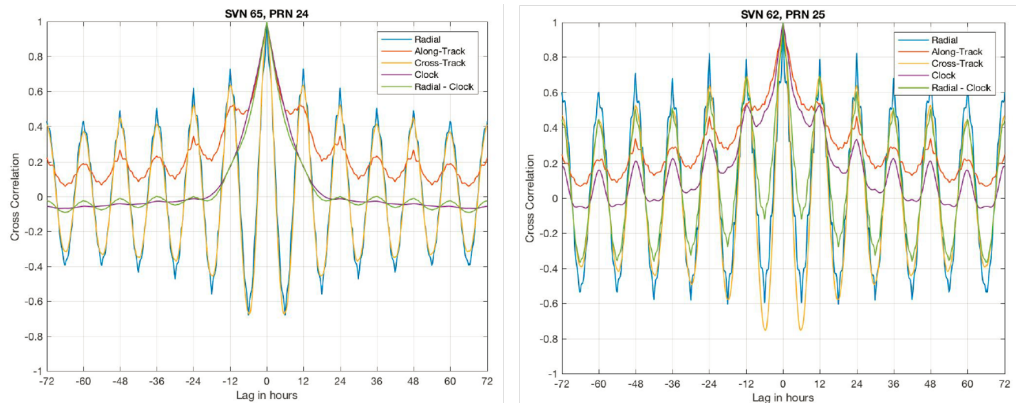 SVN 65, PRN 24
Radial
Along-Track
Cross-Track
Clock
Radial - Clock
1
0.8
0.6
0.4
0.2
0
-0.2
-0.4
-0.6
-0.8
-1
Cross Correlation
-72 -60 -48 -36 -24 -12 0 12 24 36 48 60 72
Lag in hours
SVN 62, PRN 25
Radial
Along-Track
Cross-Track
Clock
Radial - Clock
1
0.8
0.6
0.4
0.2
0
-0.2
-0.4
-0.6
-0.8
-1
Cross Correlation
-72 -60 -48 -36 -24 -12 0 12 24 36 48 60 72
Lag in hours